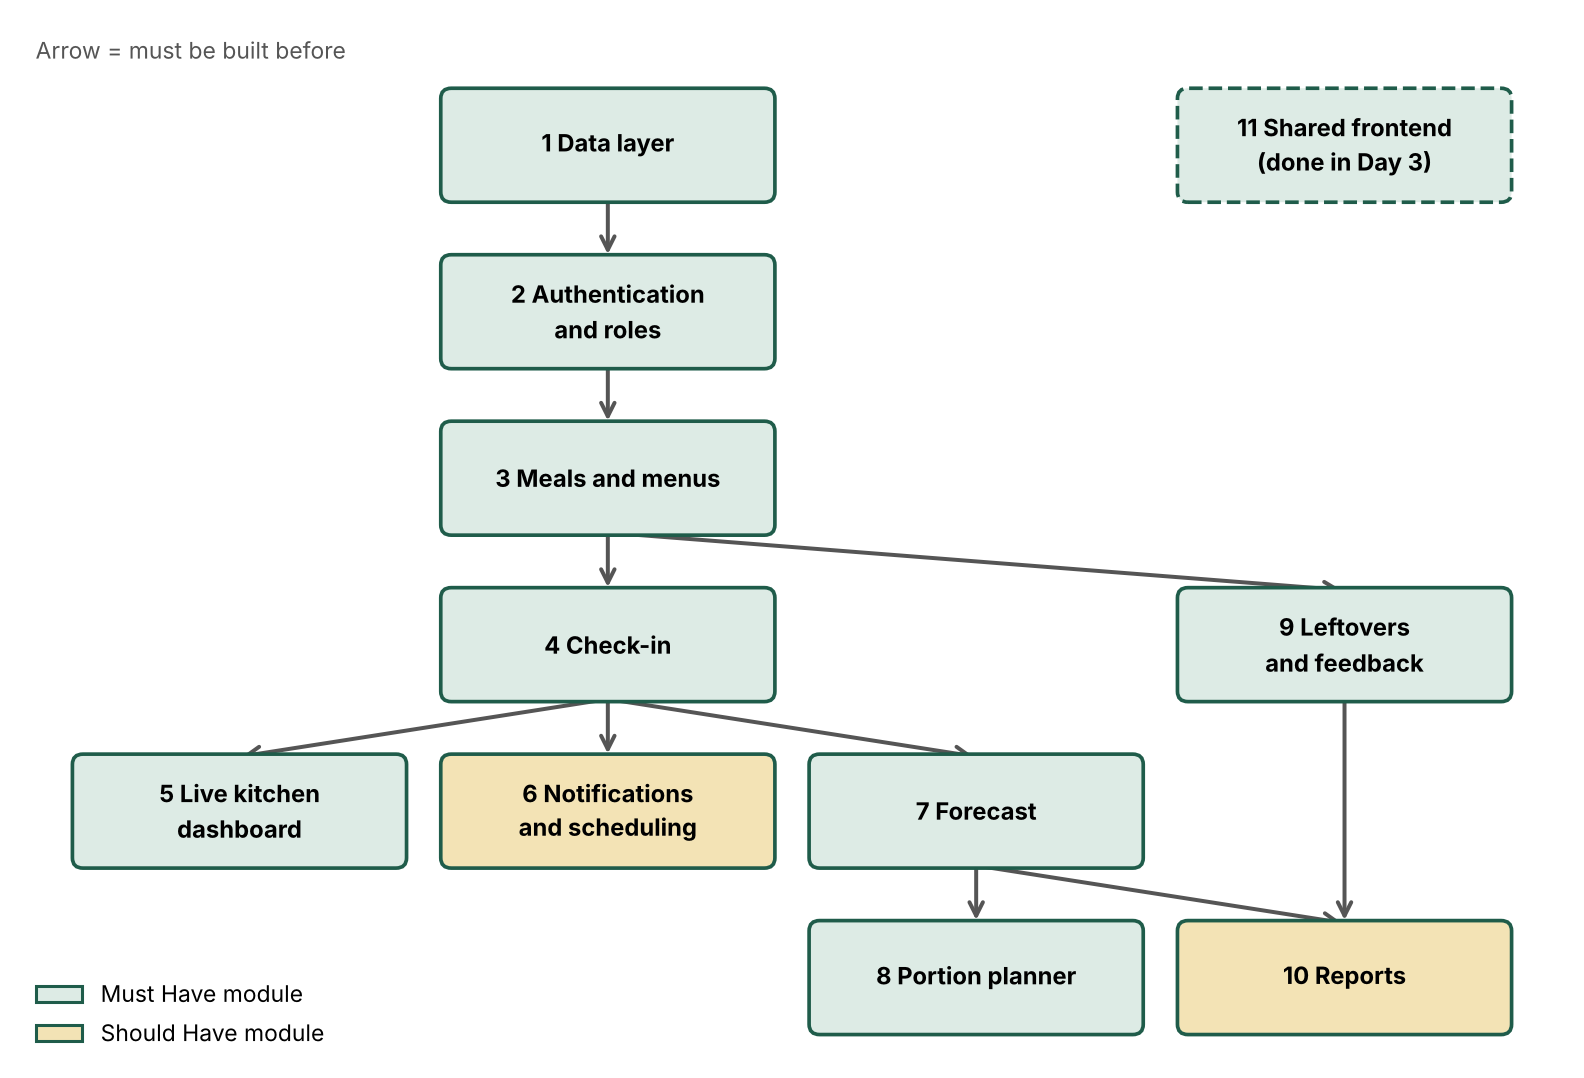 Arrow = must be built before
1 Data layer
11 Shared frontend
(done in Day 3)
2 Authentication
and roles
3 Meals and menus
4 Check-in
9 Leftovers
and feedback
5 Live kitchen
dashboard
6 Notifications
and scheduling
7 Forecast
8 Portion planner
10 Reports
Must Have module
Should Have module